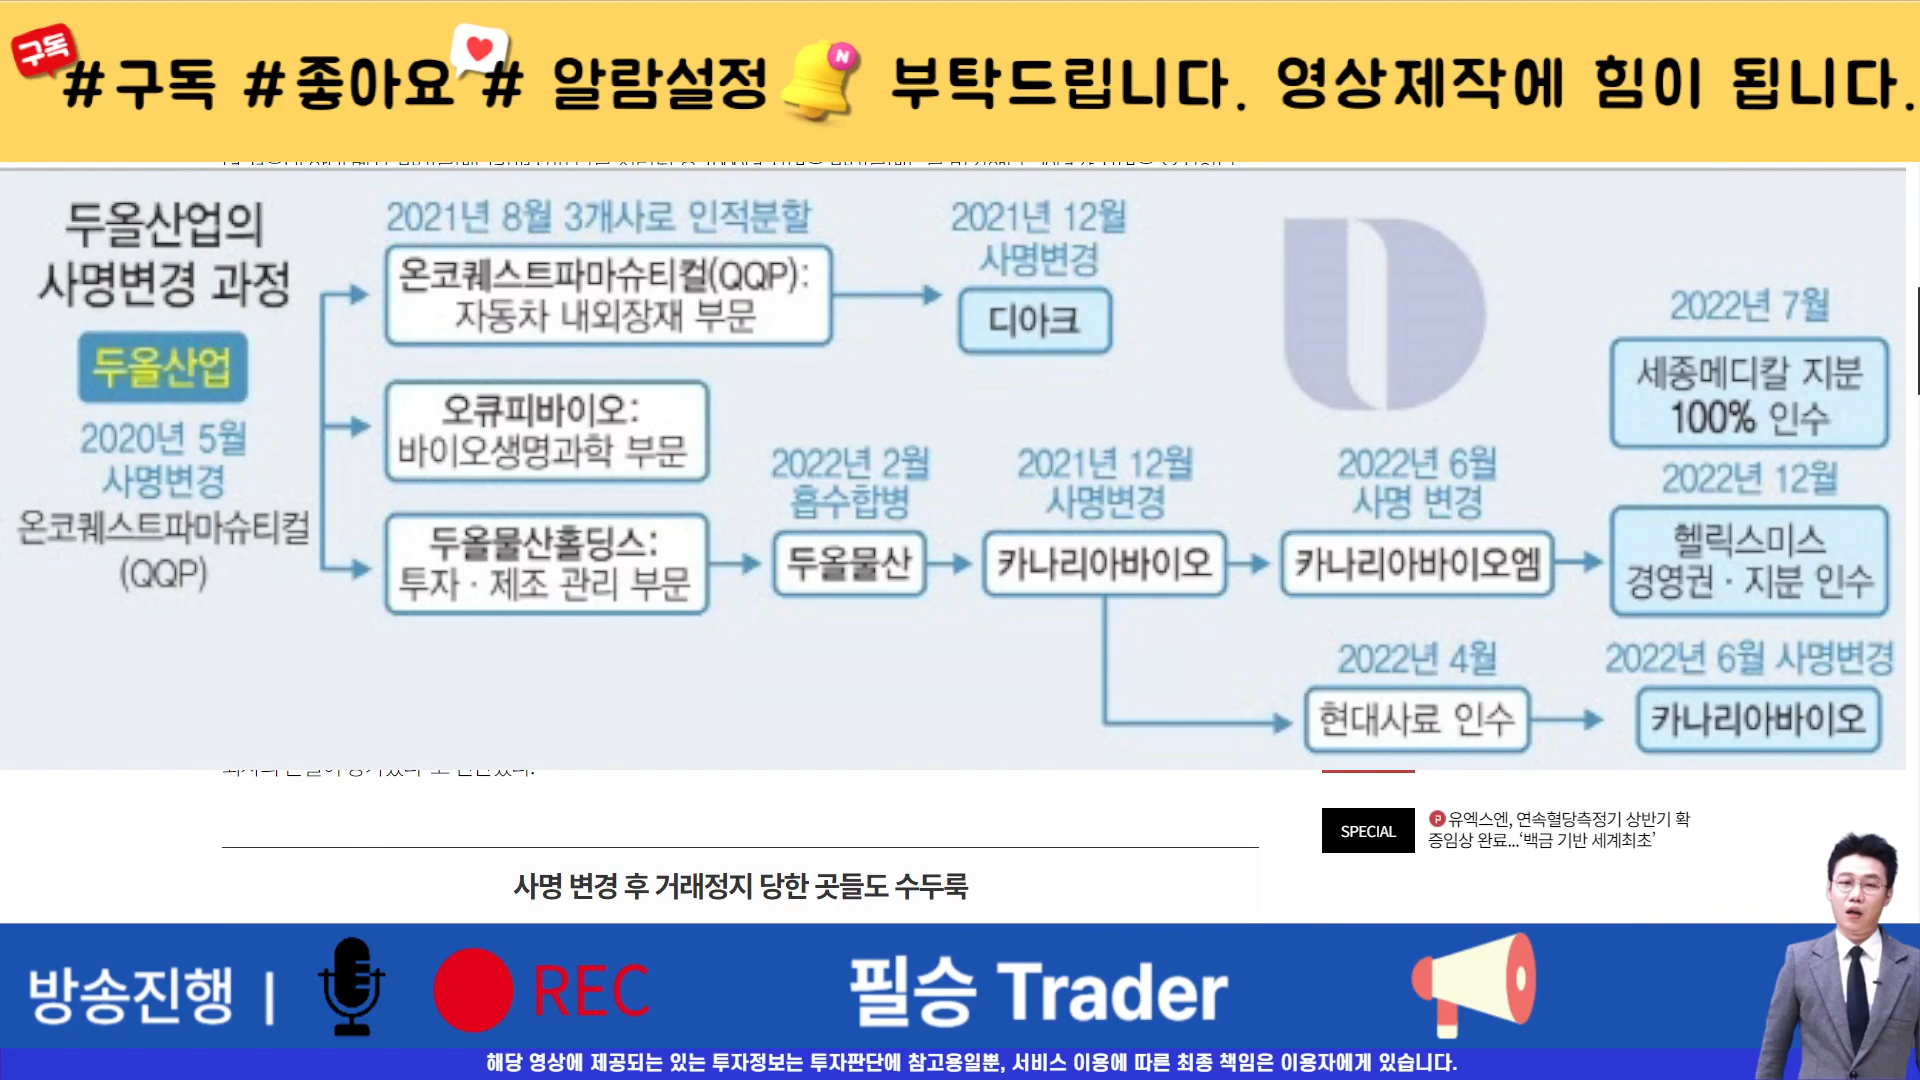 구독
#구독 #좋아요 # 알람설정 N 부탁드립니다. 영상제작에 힘이 됩니다.
두올산업의
사명변경 과정
두올산업
2020년 5월
사명변경
온코퀘스트파마슈티컬
(QQP)
2021년 8월 3개사로 인적분할
온코퀘스트파마슈티컬(QQP):
자동차 내외장재 부문
2021년 12월
사명변경
디아크
오큐피바이오:
바이오생명과학 부문
두올물산홀딩스:
투자·제조 관리 부문
2022년 2월
흡수합병
두올물산
2021년 12월
사명변경
카나리아바이오
2022년 6월
사명 변경
카나리아바이오엠
2022년 7월
세종메디칼 지분
100% 인수
2022년 12월
헬릭스미스
경영권·지분 인수
2022년 4월
현대사료 인수
2022년 6월 사명변경
카나리아바이오
SPECIAL
P 유엑스엔, 연속혈당측정기 상반기 확
증임상 완료...‘백금 기반 세계최초’
사명 변경 후 거래정지 당한 곳들도 수두룩
방송진행 | REC 필승 Trader
해당 영상에 제공되는 있는 투자정보는 투자판단에 참고용일뿐, 서비스 이용에 따른 최종 책임은 이용자에게 있습니다.